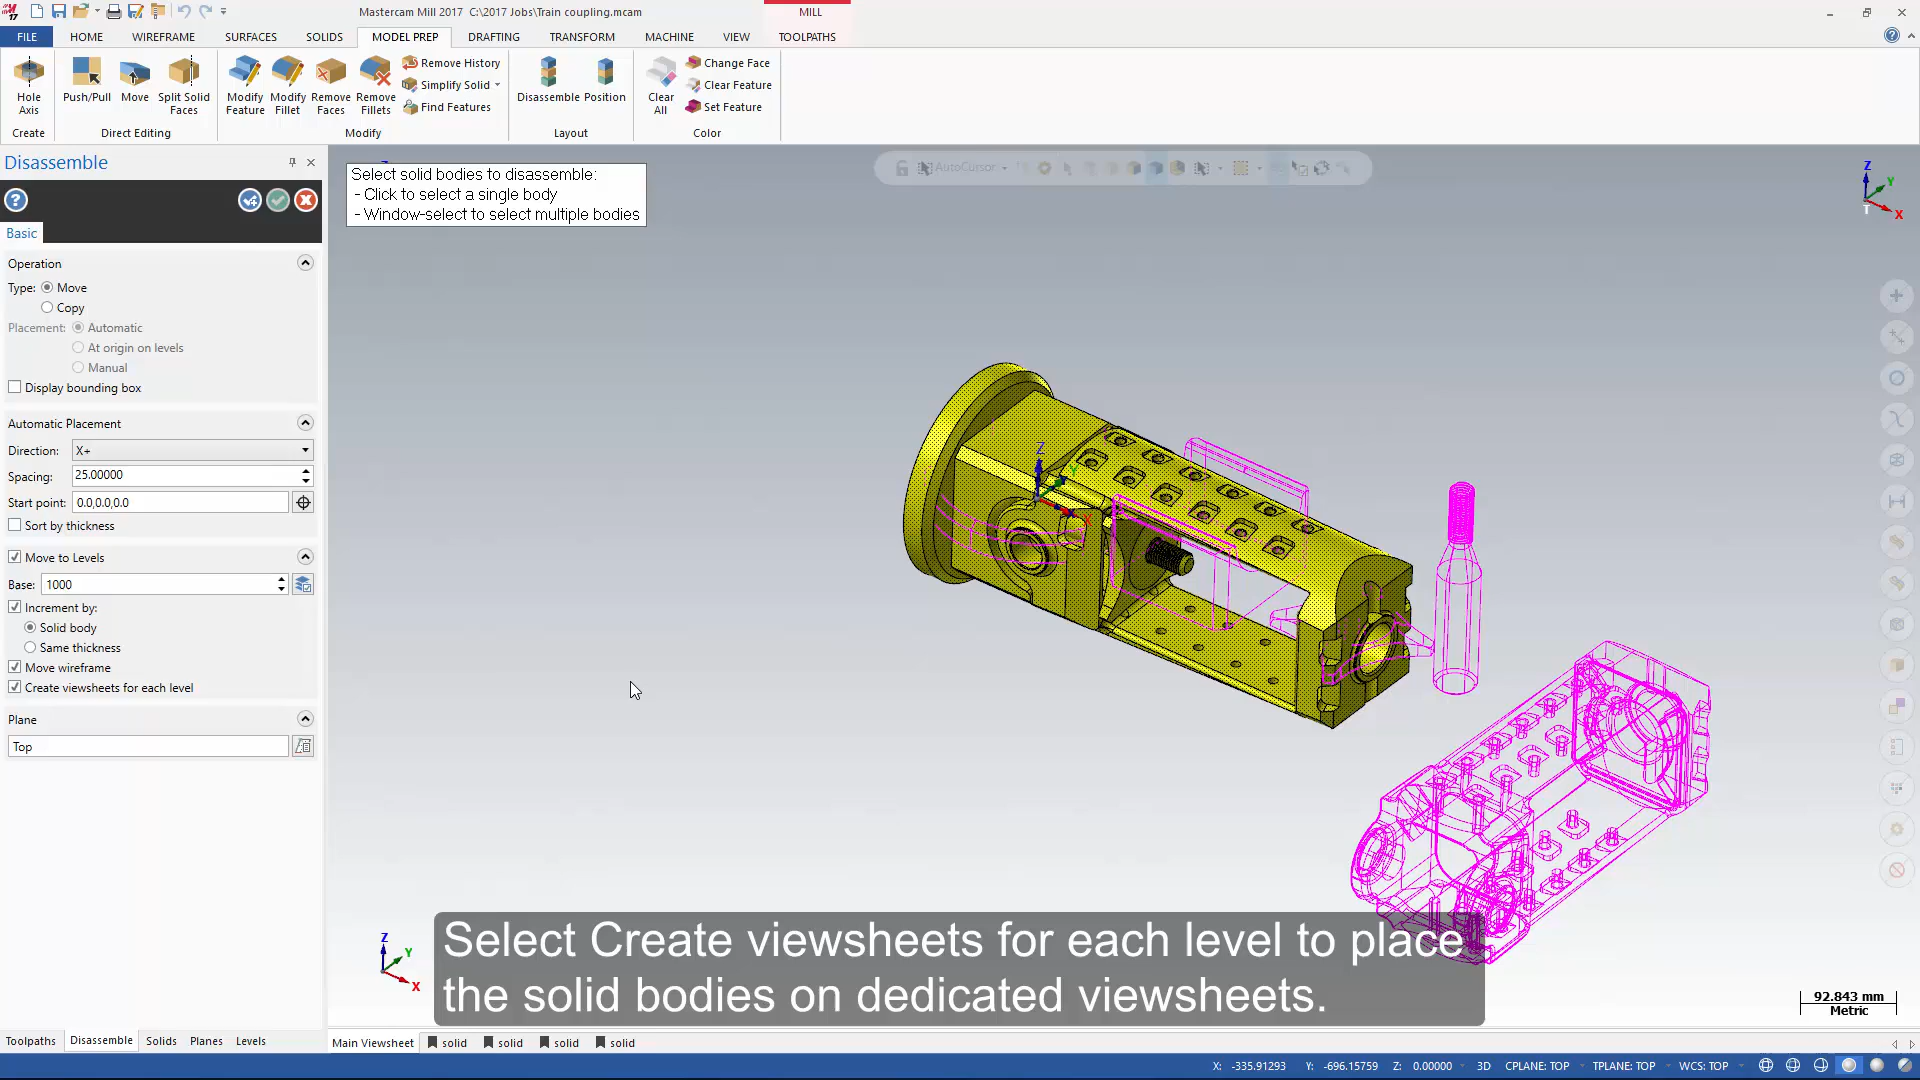 17
Mastercam Mill 2017 C:\2017 Jobs\Train coupling.mcam
MILL
FILE
HOME
WIREFRAME
SURFACES
SOLIDS
MODEL PREP
DRAFTING
TRANSFORM
MACHINE
VIEW
TOOLPATHS
Hole Axis
Push/Pull
Move
Split Solid Faces
Modify Feature
Modify Fillet
Remove Faces
Remove Fillets
Remove History
Simplify Solid
Find Features
Disassemble
Position
Clear All
Change Face
Clear Feature
Set Feature
Create
Direct Editing
Modify
Layout
Color
Disassemble
Select solid bodies to disassemble:
- Click to select a single body
- Window-select to select multiple bodies
AutoCursor
Basic
Operation
Type: Move
Copy
Placement: Automatic
At origin on levels
Manual
Display bounding box
Automatic Placement
Direction: X+
Spacing: 25.00000
Start point: 0.0,0.0,0.0
Sort by thickness
Move to Levels
Base: 1000
Increment by:
Solid body
Same thickness
Move wireframe
Create viewsheets for each level
Plane
Top
Z
Y
X
T
Z
Y
X
Z
Y
X
Select Create viewsheets for each level to place
the solid bodies on dedicated viewsheets.
92.843 mm
Metric
Toolpaths
Disassemble
Solids
Planes
Levels
Main Viewsheet
solid
solid
solid
solid
X: -335.91293
Y: -696.15759
Z: 0.00000
3D
CPLANE: TOP
TPLANE: TOP
WCS: TOP